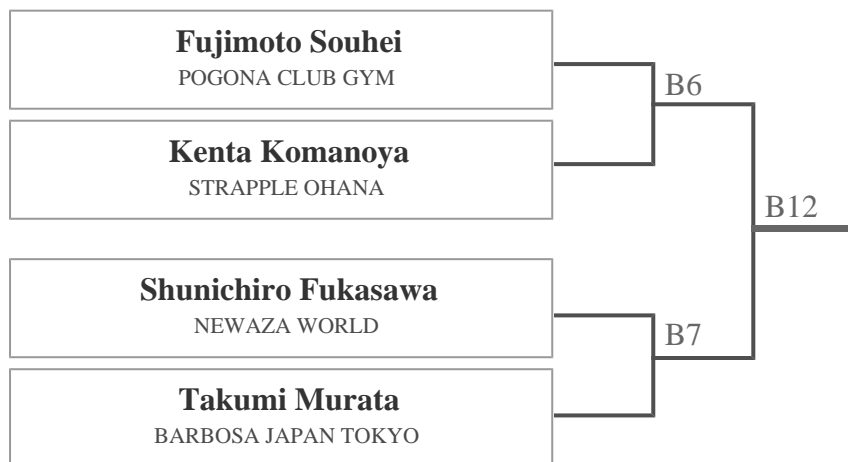 Fujimoto Souhei
POGONA CLUB GYM
B6
Kenta Komanoya
STRAPPLE OHANA
B12
Shunichiro Fukasawa
NEWAZA WORLD
B7
Takumi Murata
BARBOSA JAPAN TOKYO